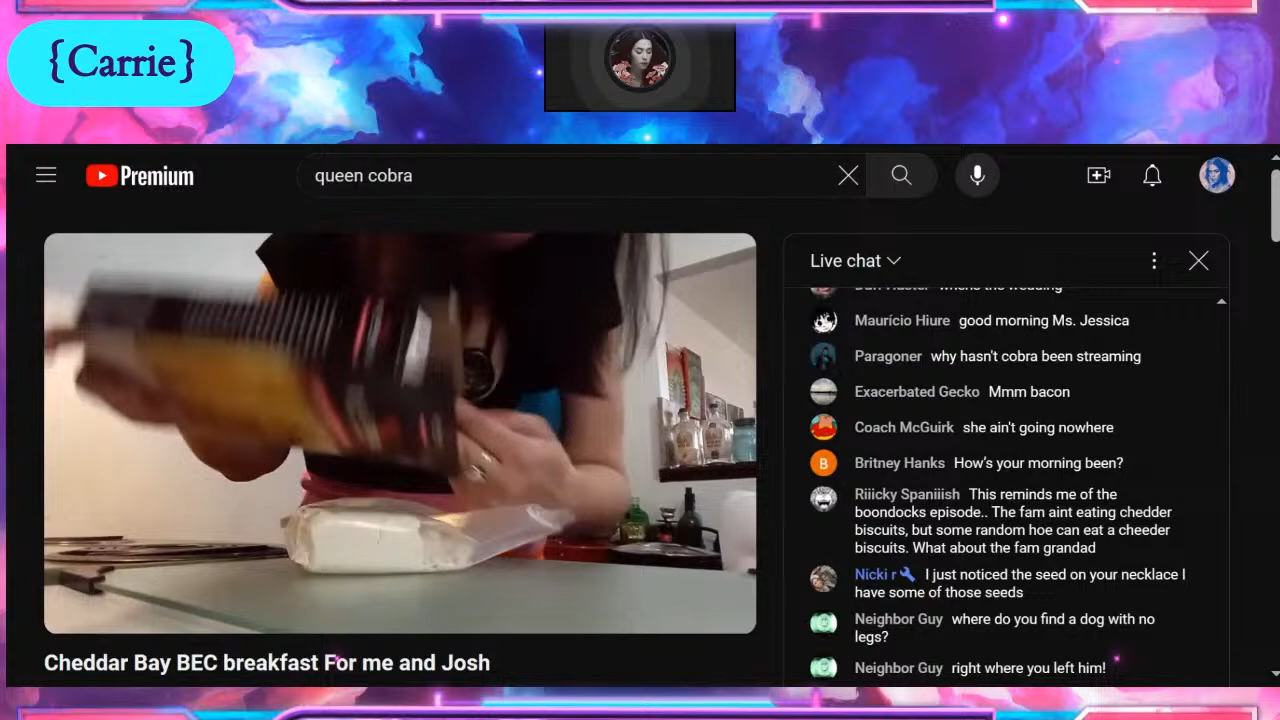 {Carrie}
Premium
queen cobra
Live chat
Maurício Hiure good morning Ms. Jessica
Paragoner why hasn't cobra been streaming
Exacerbated Gecko Mmm bacon
Coach McGuirk she ain't going nowhere
B
Britney Hanks How's your morning been?
Riiicky Spaniiish This reminds me of the
boondocks episode.. The fam aint eating chedder
biscuits, but some random hoe can eat a cheeder
biscuits. What about the fam grandad
Nicki r I just noticed the seed on your necklace I
have some of those seeds
Neighbor Guy where do you find a dog with no
legs?
Neighbor Guy right where you left him!
Cheddar Bay BEC breakfast For me and Josh